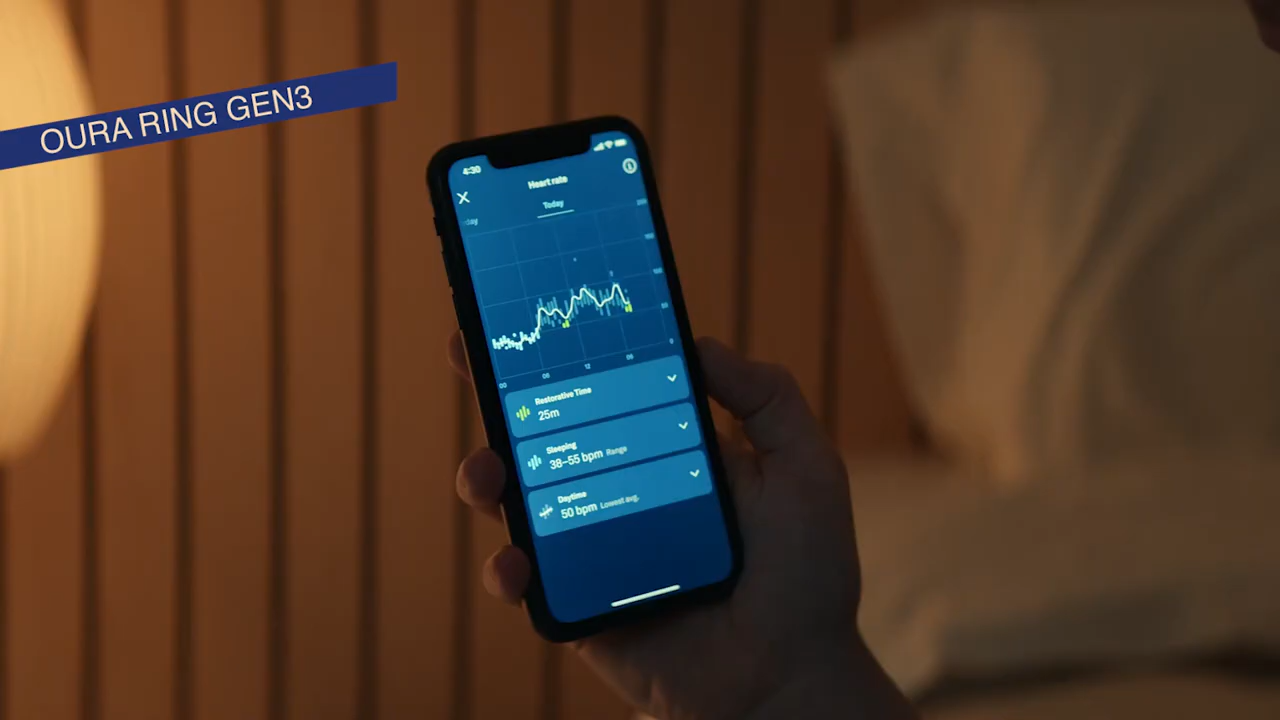 OURA RING GEN3
4:30
Heart rate
Today
Restorative Time
25m
Sleeping
38–55 bpm Range
Daytime
50 bpm Lowest avg.